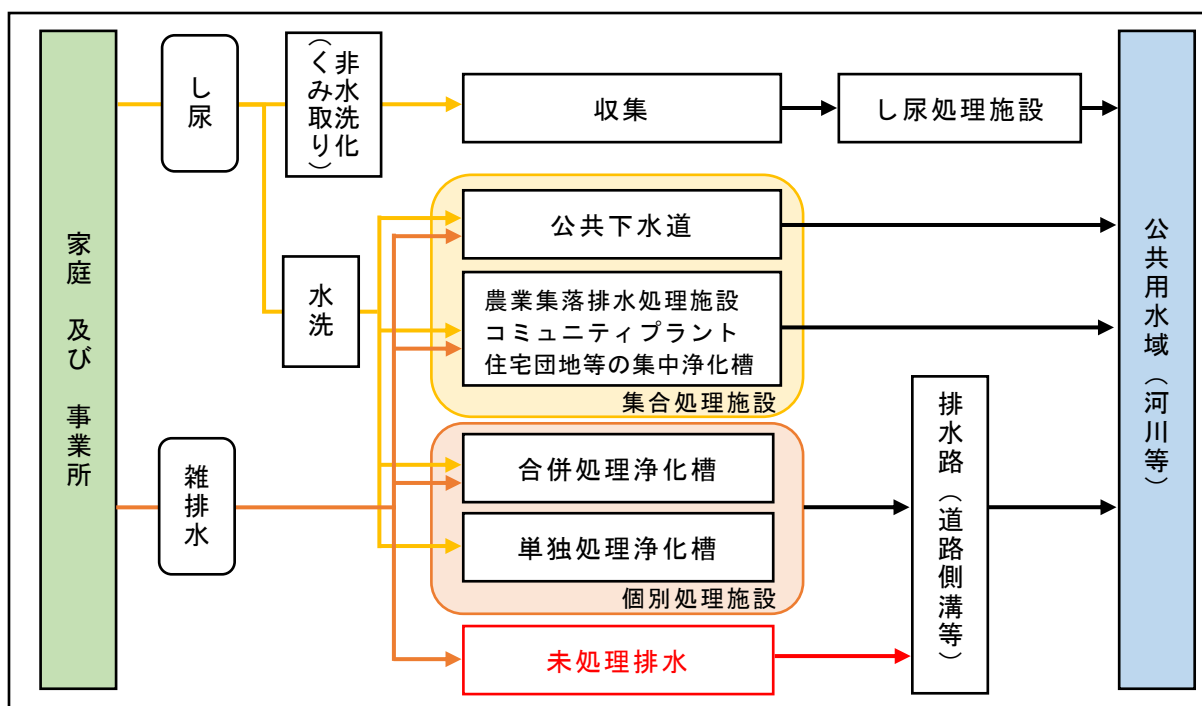 家庭 及び 事業所
し尿
非水洗化
（くみ取り）
収集
し尿処理施設
水洗
公共下水道
農業集落排水処理施設
コミュニティプラント
住宅団地等の集中浄化槽
集合処理施設
雑排水
合併処理浄化槽
単独処理浄化槽
個別処理施設
未処理排水
排水路（道路側溝等）
公共用水域（河川等）